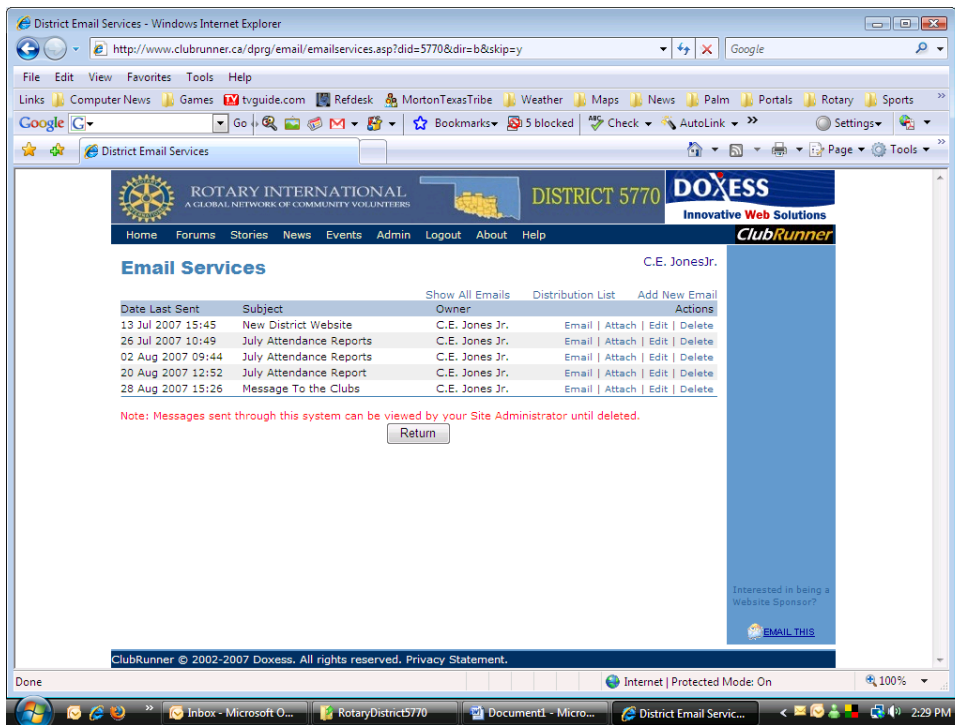 District Email Services - Windows Internet Explorer
http://www.clubrunner.ca/dprg/email/emailservices.asp?did=5770&dir=b&skip=y
Google
File Edit View Favorites Tools Help
Links Computer News Games TV tvguide.com Refdesk MortonTexasTribe Weather Maps News Palm Portals Rotary Sports »
Google G Go 5 blocked Bookmarks Check AutoLink » Settings
District Email Services Page Tools »
ROTARY INTERNATIONAL
A GLOBAL NETWORK OF COMMUNITY VOLUNTEERS
DISTRICT 5770
DOXESS
Innovative Web Solutions
Home Forums Stories News Events Admin Logout About Help
ClubRunner
Email Services
C.E. JonesJr.
Show All Emails Distribution List Add New Email
Date Last Sent Subject Owner Actions
13 Jul 2007 15:45 New District Website C.E. Jones Jr. Email | Attach | Edit | Delete
26 Jul 2007 10:49 July Attendance Reports C.E. Jones Jr. Email | Attach | Edit | Delete
02 Aug 2007 09:44 July Attendance Reports C.E. Jones Jr. Email | Attach | Edit | Delete
20 Aug 2007 12:52 July Attendance Report C.E. Jones Jr. Email | Attach | Edit | Delete
28 Aug 2007 15:26 Message To the Clubs C.E. Jones Jr. Email | Attach | Edit | Delete
Note: Messages sent through this system can be viewed by your Site Administrator until deleted.
Return
Interested in being a
Website Sponsor?
EMAIL THIS
ClubRunner © 2002-2007 Doxess. All rights reserved. Privacy Statement.
Done Internet | Protected Mode: On 100%
» Inbox - Microsoft O... RotaryDistrict5770 Document1 - Micro... District Email Servic... < 2:29 PM